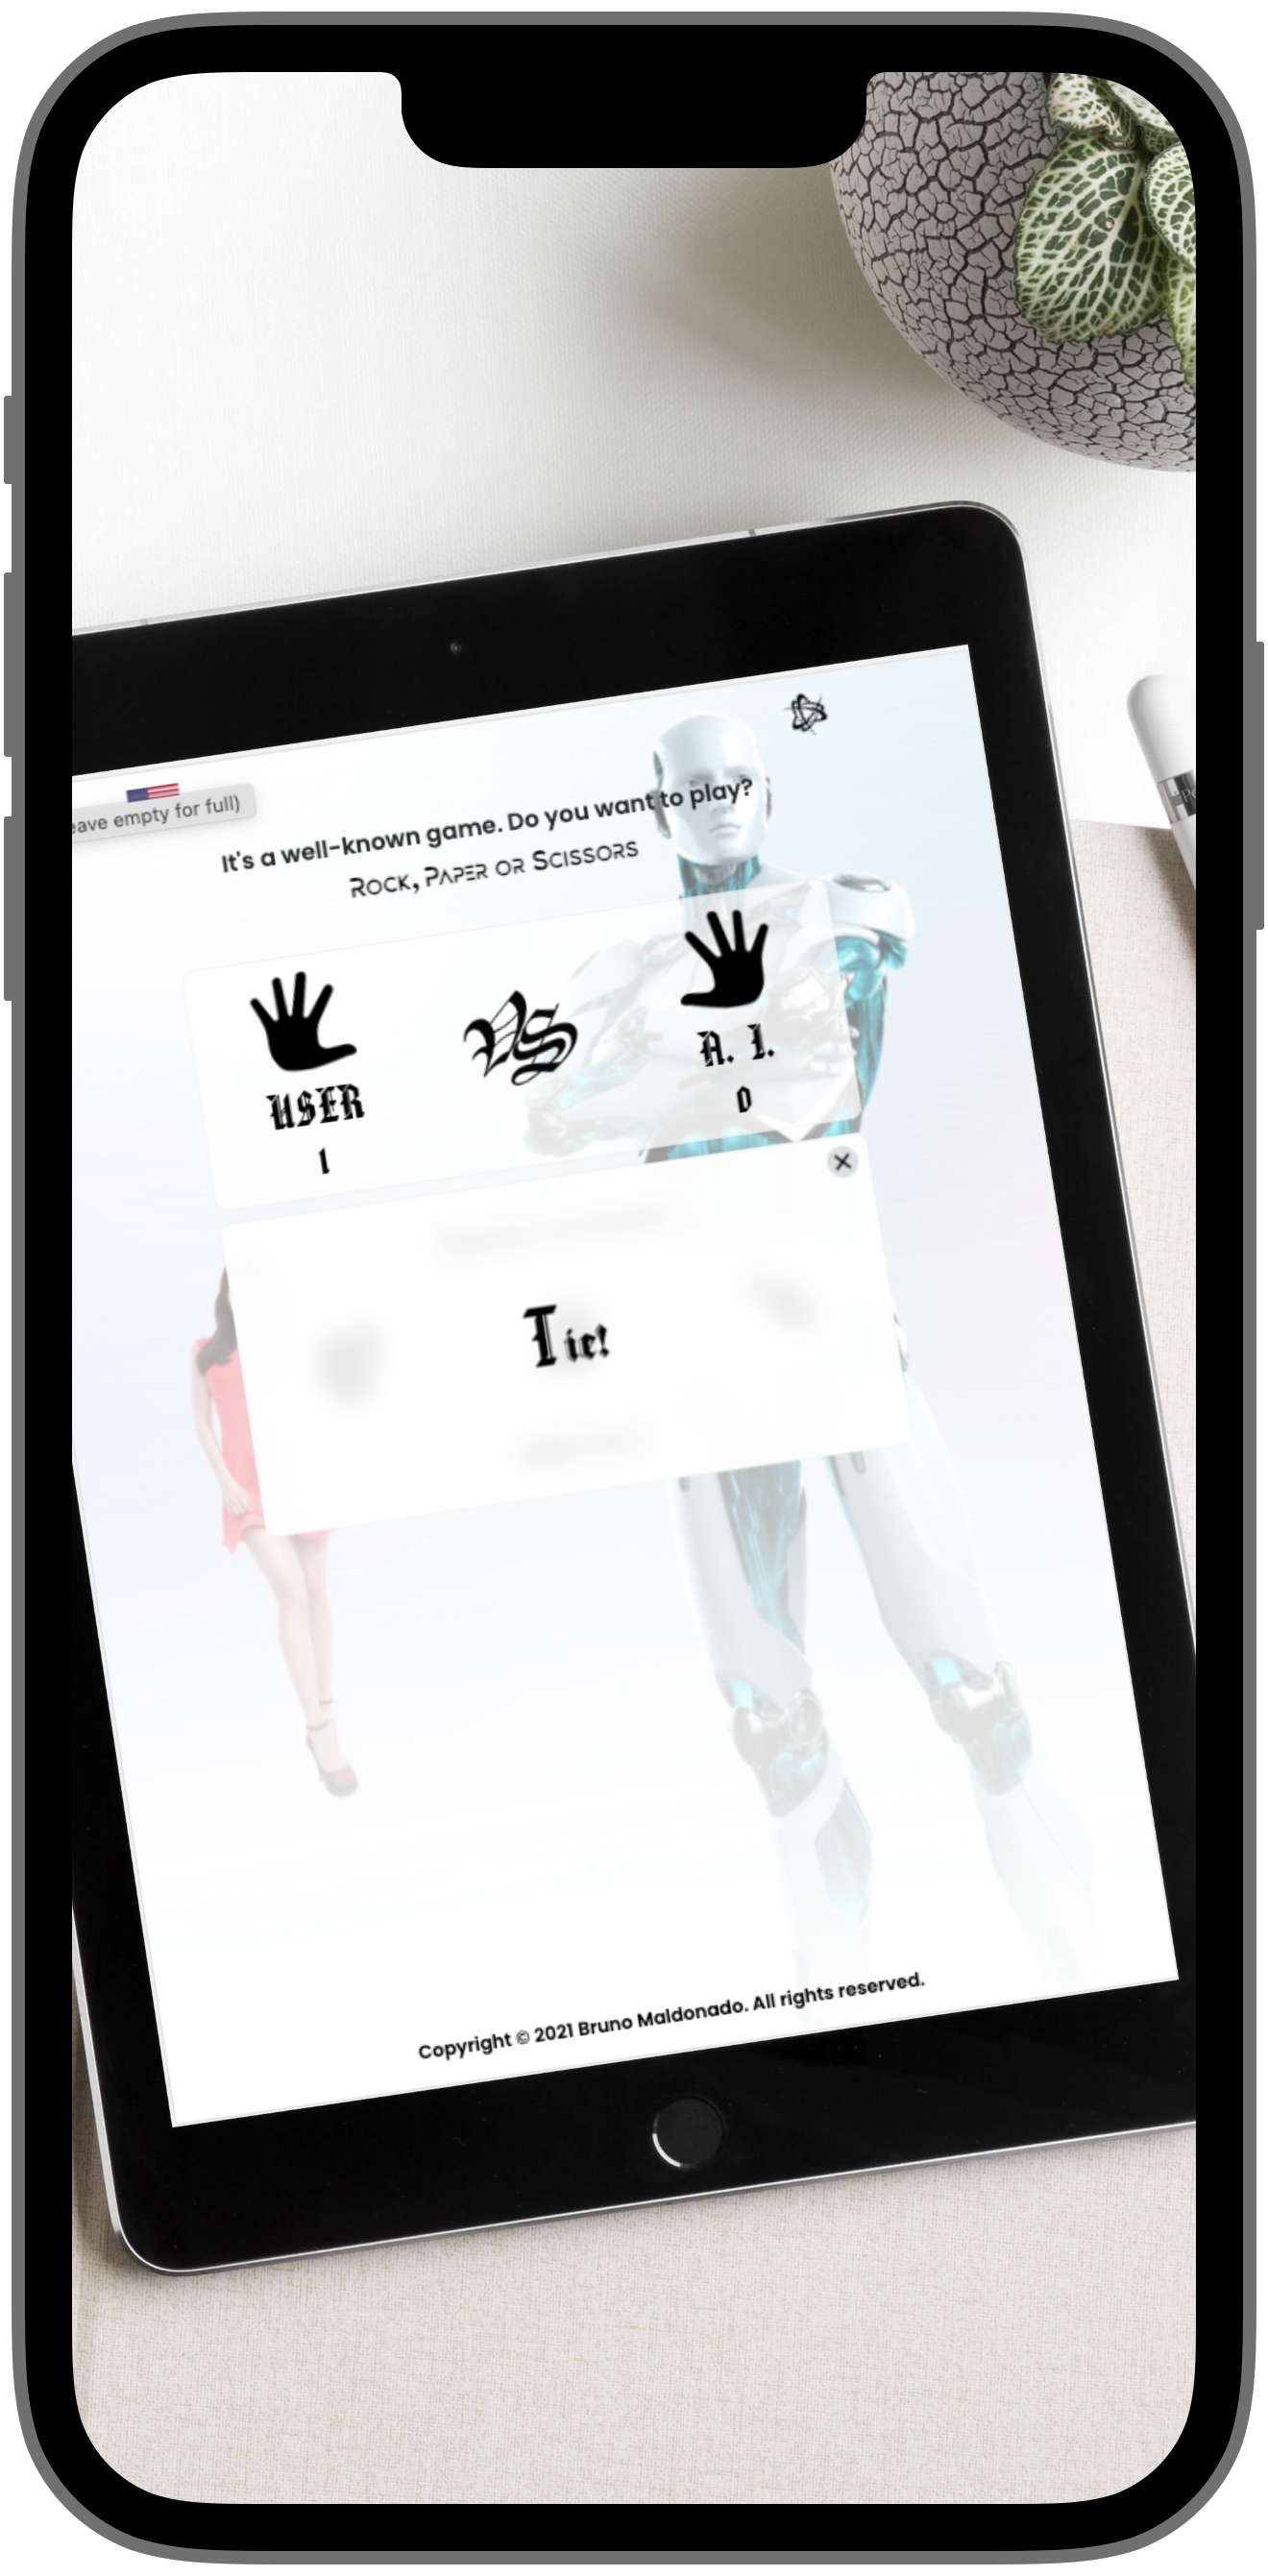 eave empty for full)
It's a well-known game. Do you want to play?
Rock, Paper or Scissors
VS
USER
1
A. I.
0
Tie!
Copyright © 2021 Bruno Maldonado. All rights reserved.